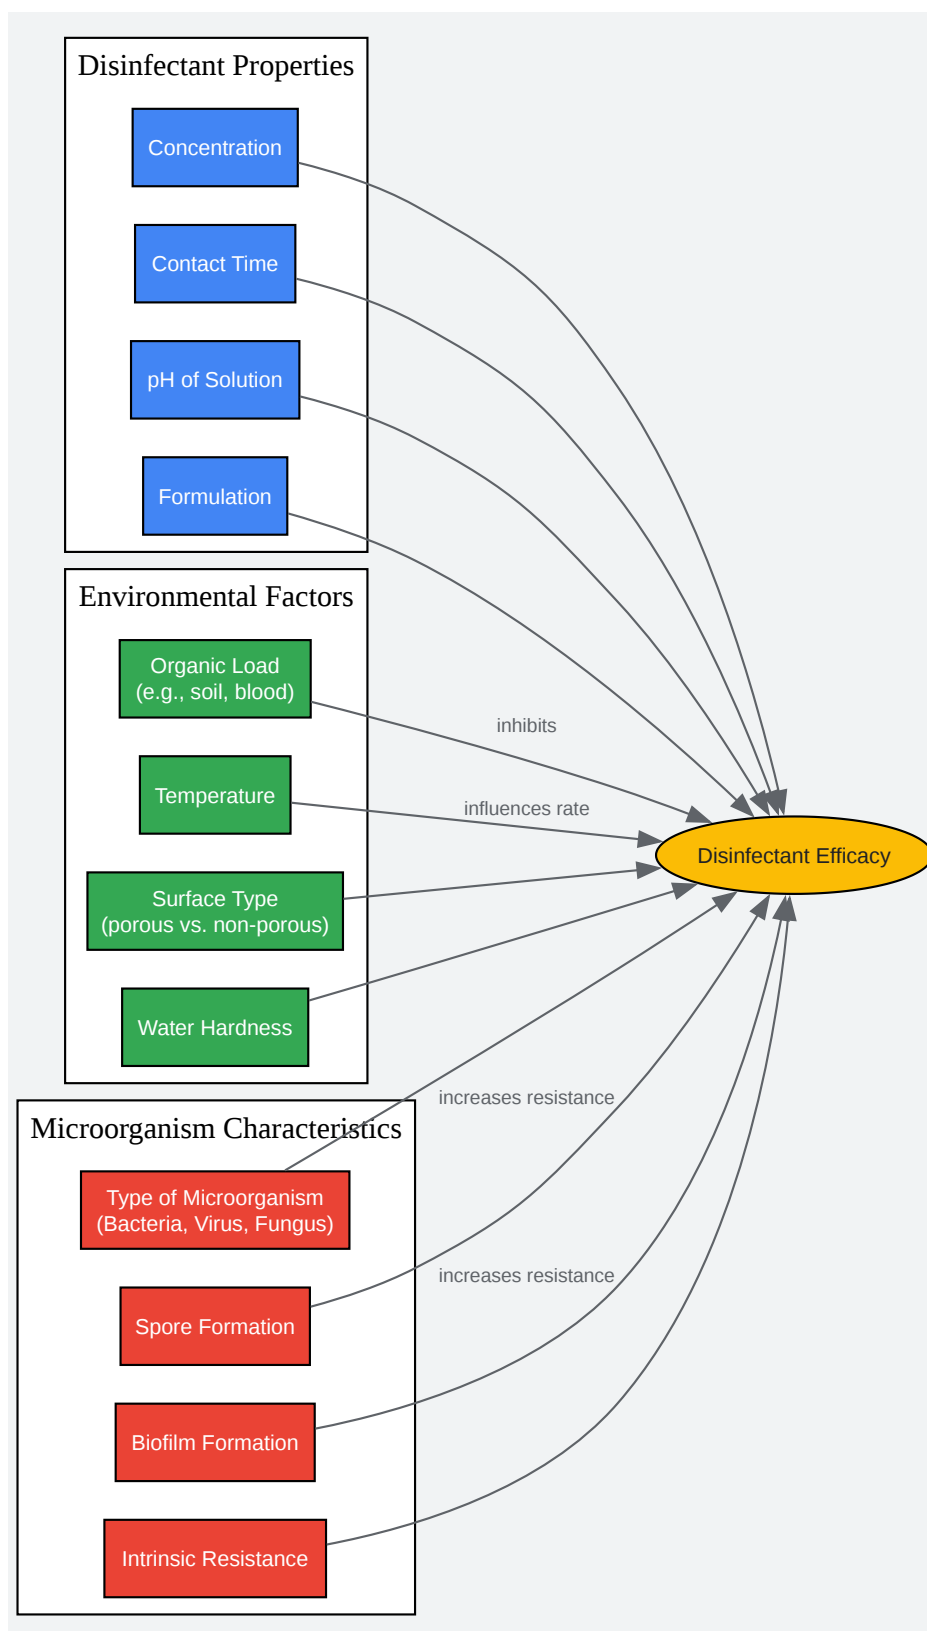 Disinfectant Properties
Concentration
Contact Time
pH of Solution
Formulation
Environmental Factors
Organic Load
(e.g., soil, blood)
inhibits
Temperature
influences rate
Disinfectant Efficacy
Surface Type
(porous vs. non-porous)
Water Hardness
increases resistance
Microorganism Characteristics
Type of Microorganism
(Bacteria, Virus, Fungus)
increases resistance
Spore Formation
Biofilm Formation
Intrinsic Resistance